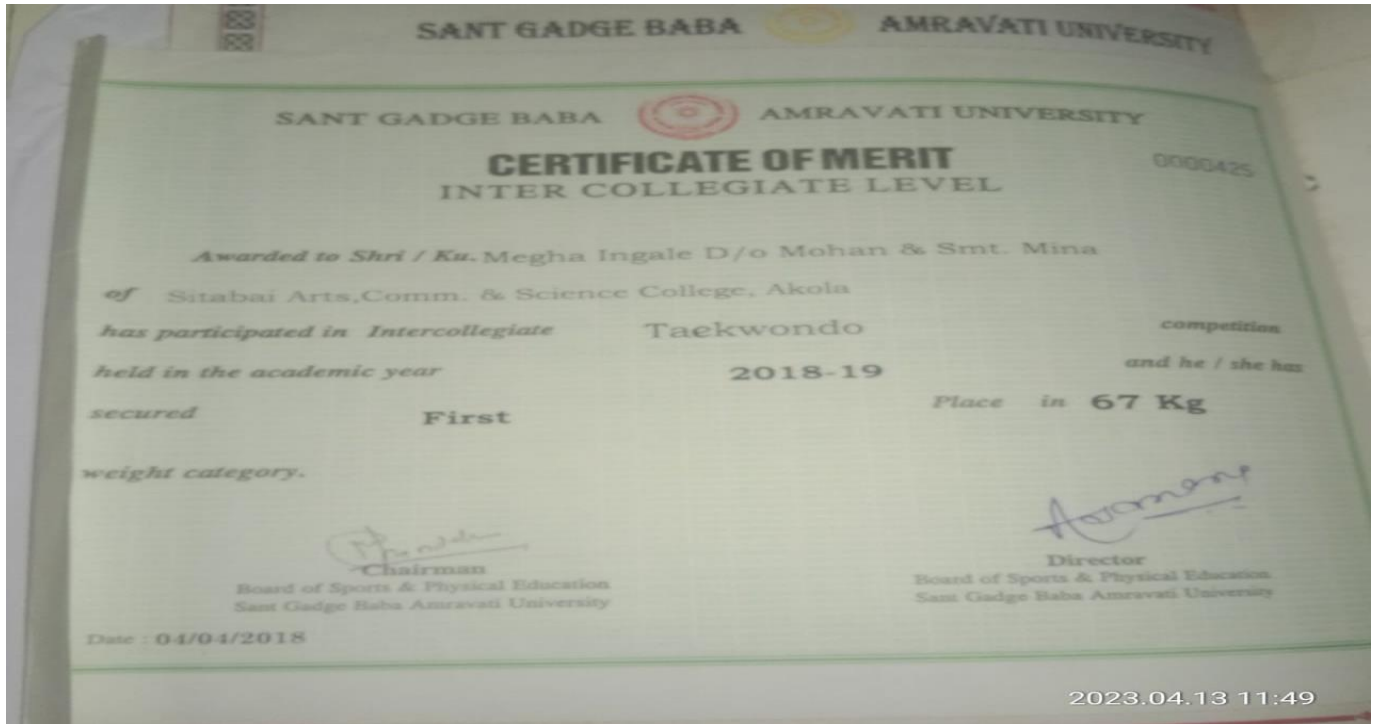 SANT GADGE BABA AMRAVATI UNIVERSITY
SANT GADGE BABA AMRAVATI UNIVERSITY
CERTIFICATE OF MERIT
0000425
INTER COLLEGIATE LEVEL
Awarded to Shri / Ku. Megha Ingale D/o Mohan & Smt. Mina
of Sitabai Arts,Comm. & Science College, Akola
has participated in Intercollegiate Taekwondo competition
held in the academic year 2018-19 and he / she has
secured First Place in 67 Kg
weight category.
Chairman
Board of Sports & Physical Education
Sant Gadge Baba Amravati University
Director
Board of Sports & Physical Education
Sant Gadge Baba Amravati University
Date : 04/04/2018
2023.04.13 11:49